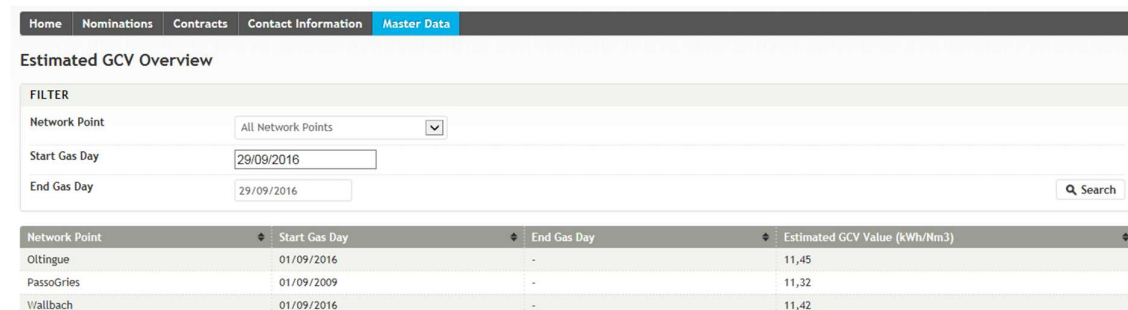 Home Nominations Contracts Contact Information Master Data
Estimated GCV Overview
FILTER
Network Point All Network Points
Start Gas Day 29/09/2016
End Gas Day 29/09/2016 Search
Network Point Start Gas Day End Gas Day Estimated GCV Value (kWh/Nm3)
Oltingue 01/09/2016 - 11,45
PassoGries 01/09/2009 - 11,32
Wallbach 01/09/2016 - 11,42